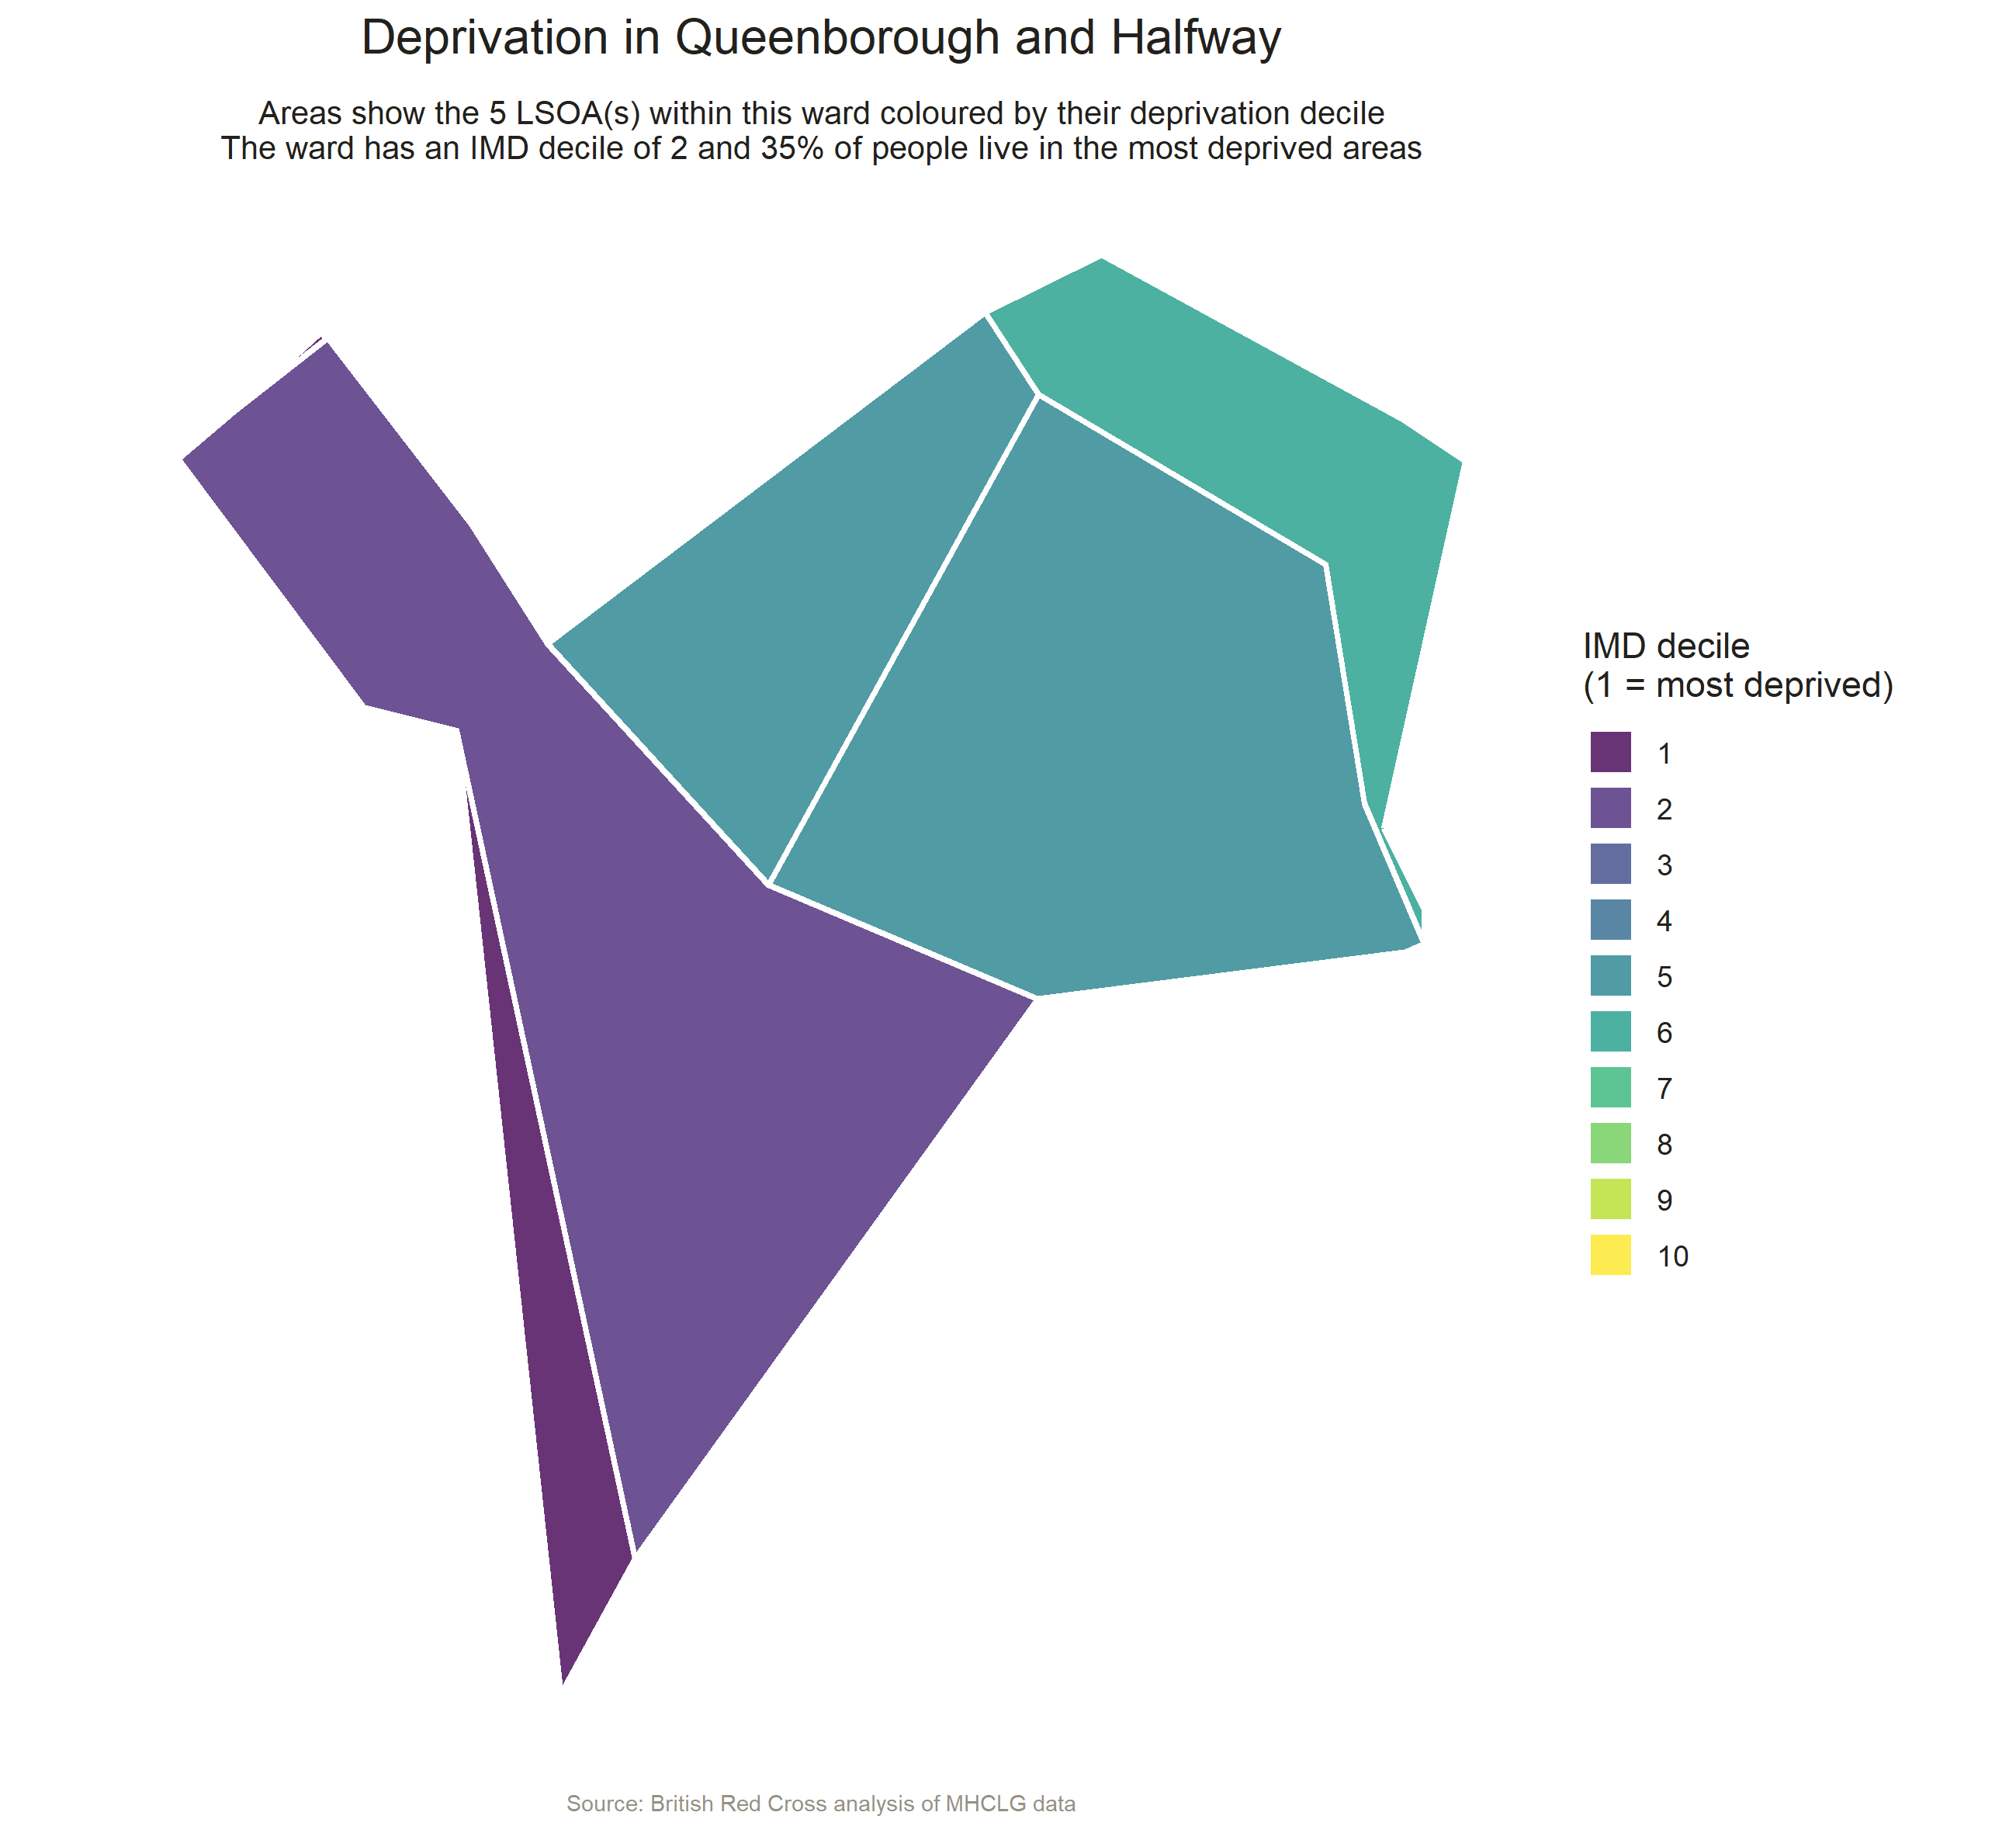 Deprivation in Queenborough and Halfway
Areas show the 5 LSOA(s) within this ward coloured by their deprivation decile
The ward has an IMD decile of 2 and 35% of people live in the most deprived areas
IMD decile
(1 = most deprived)
1
2
3
4
5
6
7
8
9
10
Source: British Red Cross analysis of MHCLG data